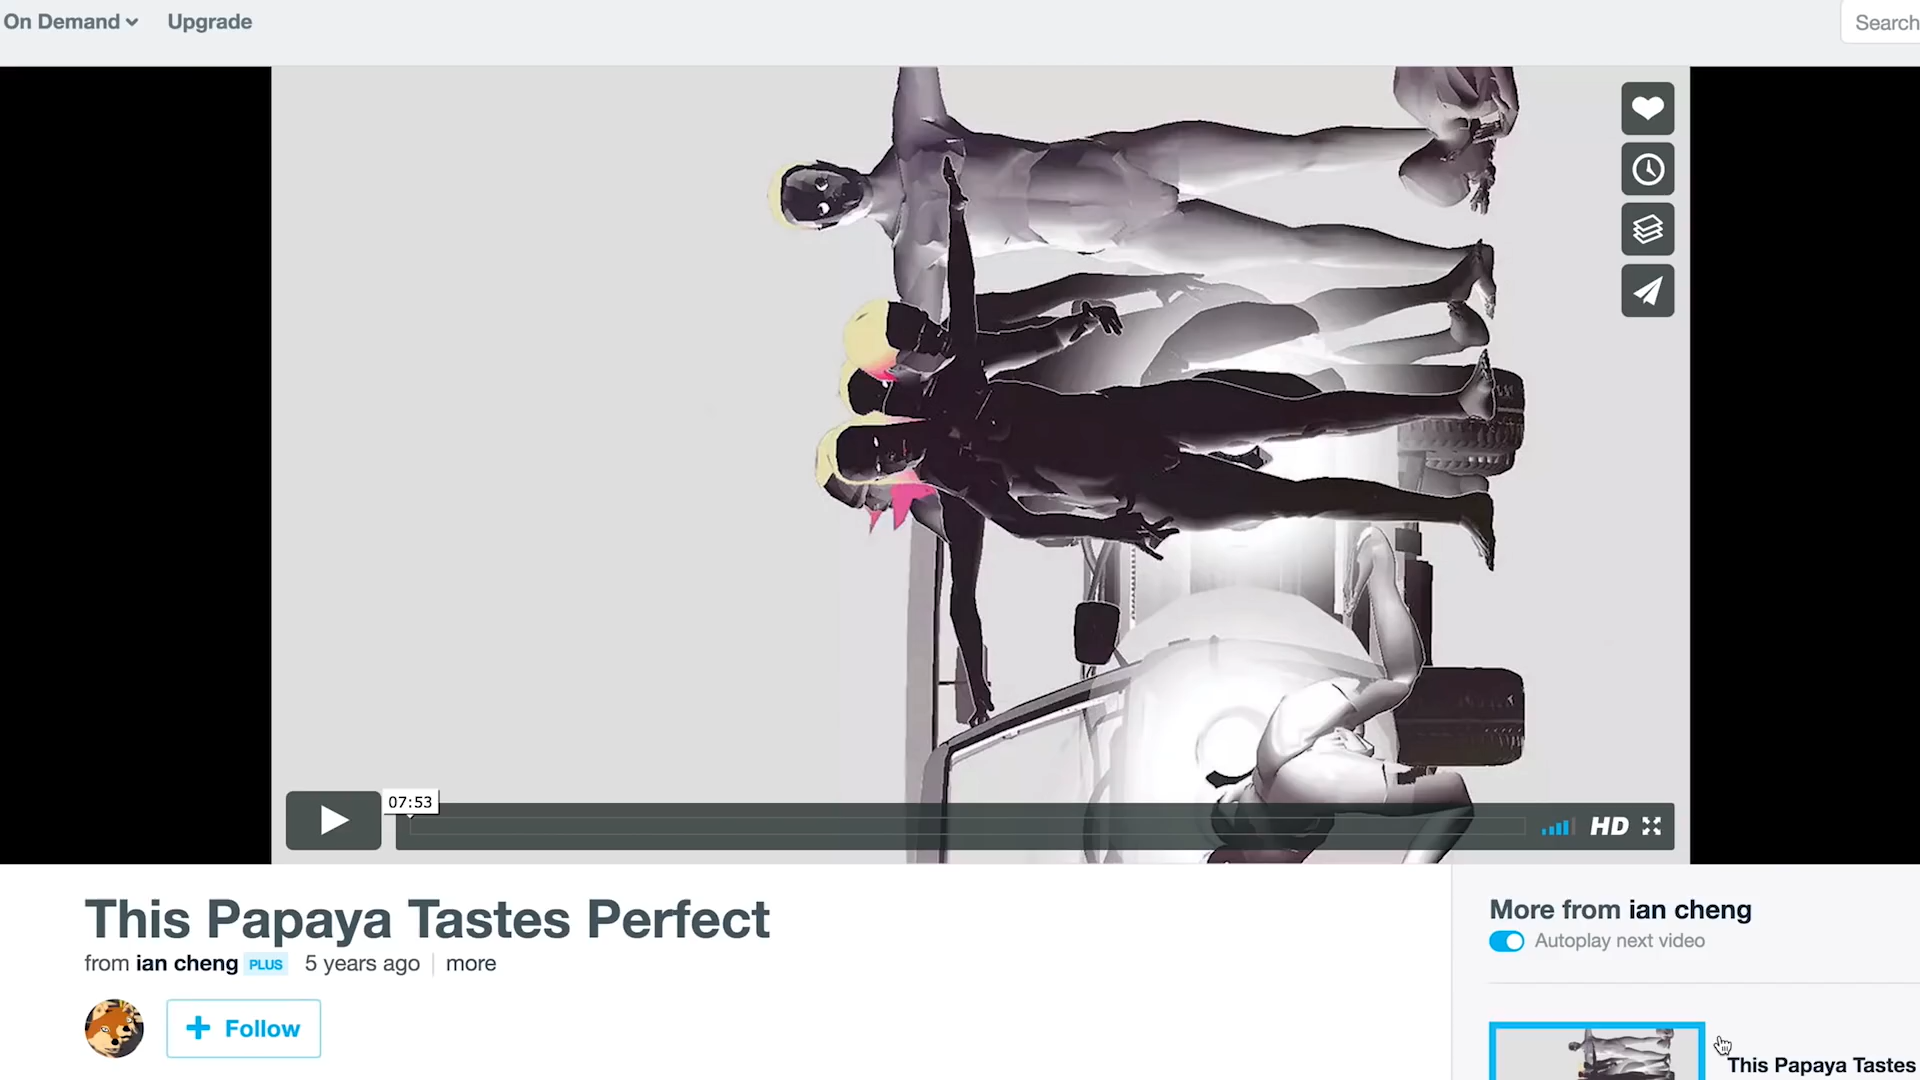 On Demand Upgrade
Search
07:53
HD
This Papaya Tastes Perfect
from ian cheng PLUS 5 years ago more
+ Follow
More from ian cheng
Autoplay next video
This Papaya Tastes